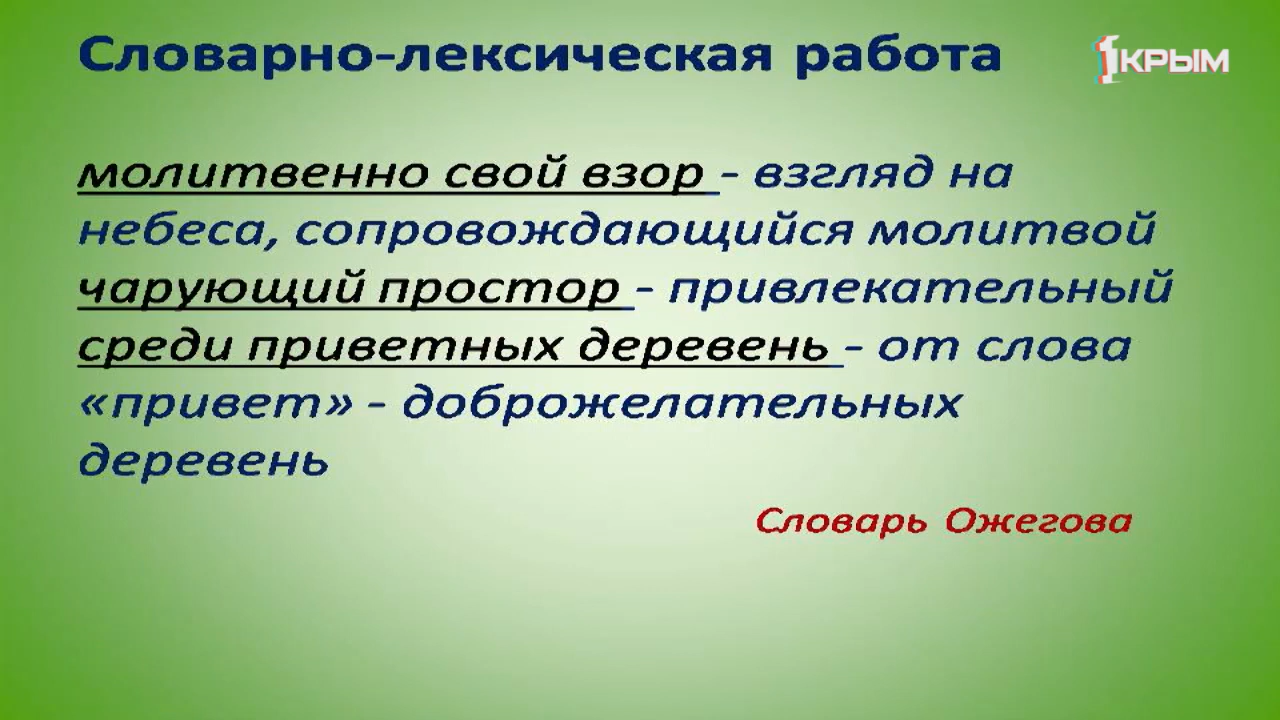 Словарно-лексическая работа
1КРЫМ
молитвенно свой взор - взгляд на
небеса, сопровождающийся молитвой
чарующий простор - привлекательный
среди приветных деревень - от слова
«привет» - доброжелательных
деревень
Словарь Ожегова